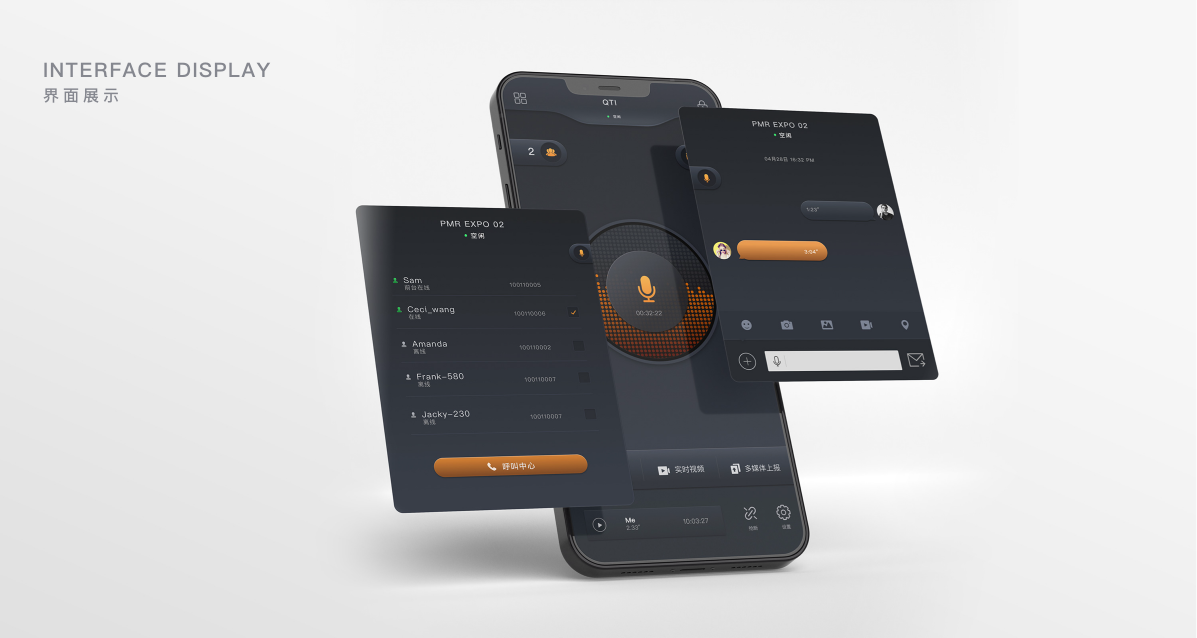 INTERFACE DISPLAY
界面展示
QTI
空闲
2
00:32:22
实时视频
多媒体上报
Me
2:33"
10:03:27
设置
PMR EXPO 02
空闲
Sam
前台在线
100110005
Ceci_wang
在线
100110006
Amanda
离线
100110002
Frank-580
离线
100110007
Jacky-230
离线
100110007
呼叫中心
PMR EXPO 02
空闲
04月28日 16:32 PM
1:23"
3:04"